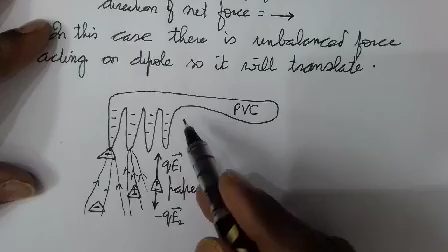 direction of net force = →
In this case there is unbalanced force
acting on dipole so it will translate.
PVC
qE₁
paper
-qE₂